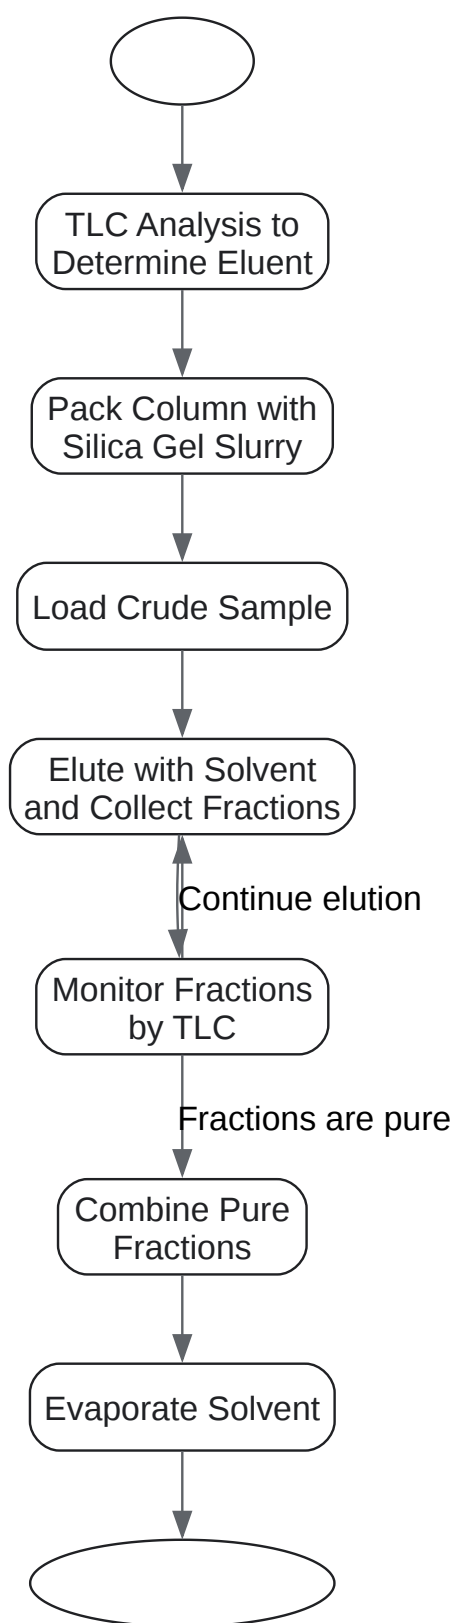 TLC Analysis to
Determine Eluent
Pack Column with
Silica Gel Slurry
Load Crude Sample
Elute with Solvent
and Collect Fractions
Continue elution
Monitor Fractions
by TLC
Fractions are pure
Combine Pure
Fractions
Evaporate Solvent